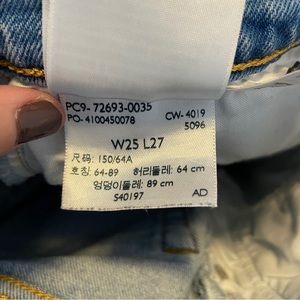 PC9- 72693-0035
PO- 4100450078 CW- 4019
5096
W25 L27
尺码: 150/64A
호칭: 64-89 허리둘레: 64 cm
엉덩이둘레: 89 cm
S40197 AD